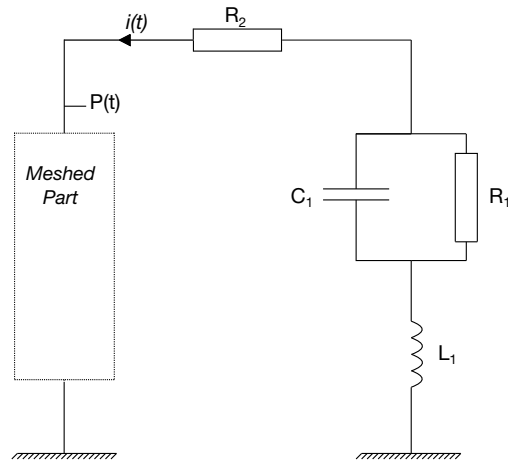 i(t)
R₂
P(t)
Meshed
Part
C₁
R₁
L₁